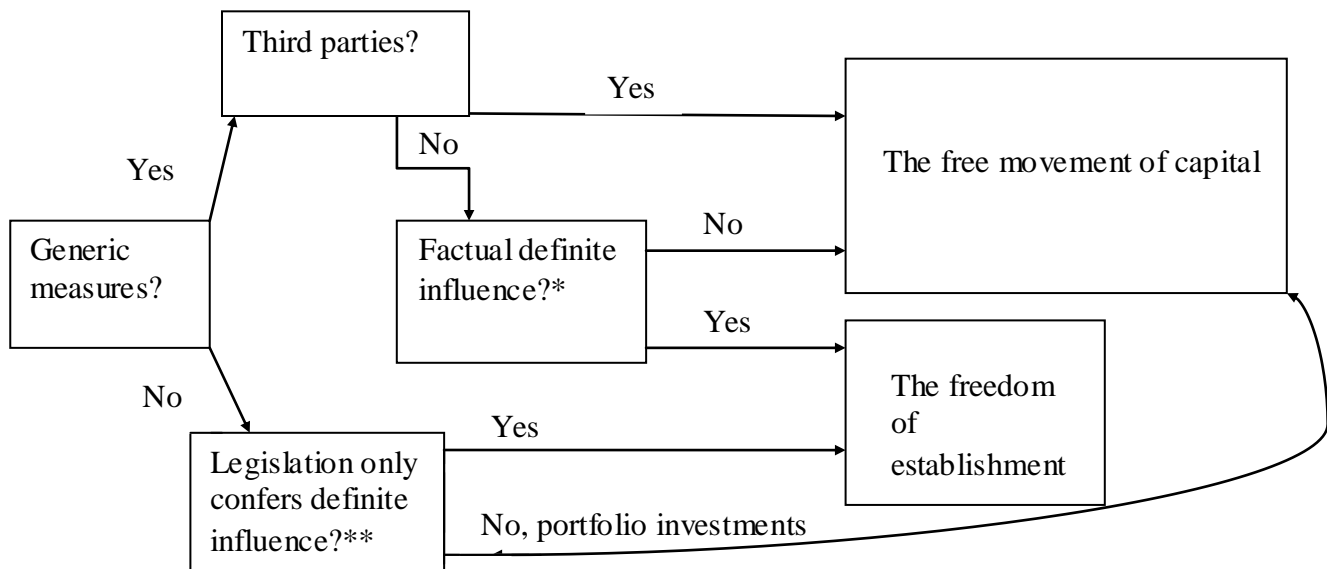 Third parties?
Yes
The free movement of capital
No
Yes
Generic
measures?
Factual definite
influence?*
No
Yes
The freedom
of
establishment
No
Legislation only
confers definite
influence?**
Yes
No, portfolio investments